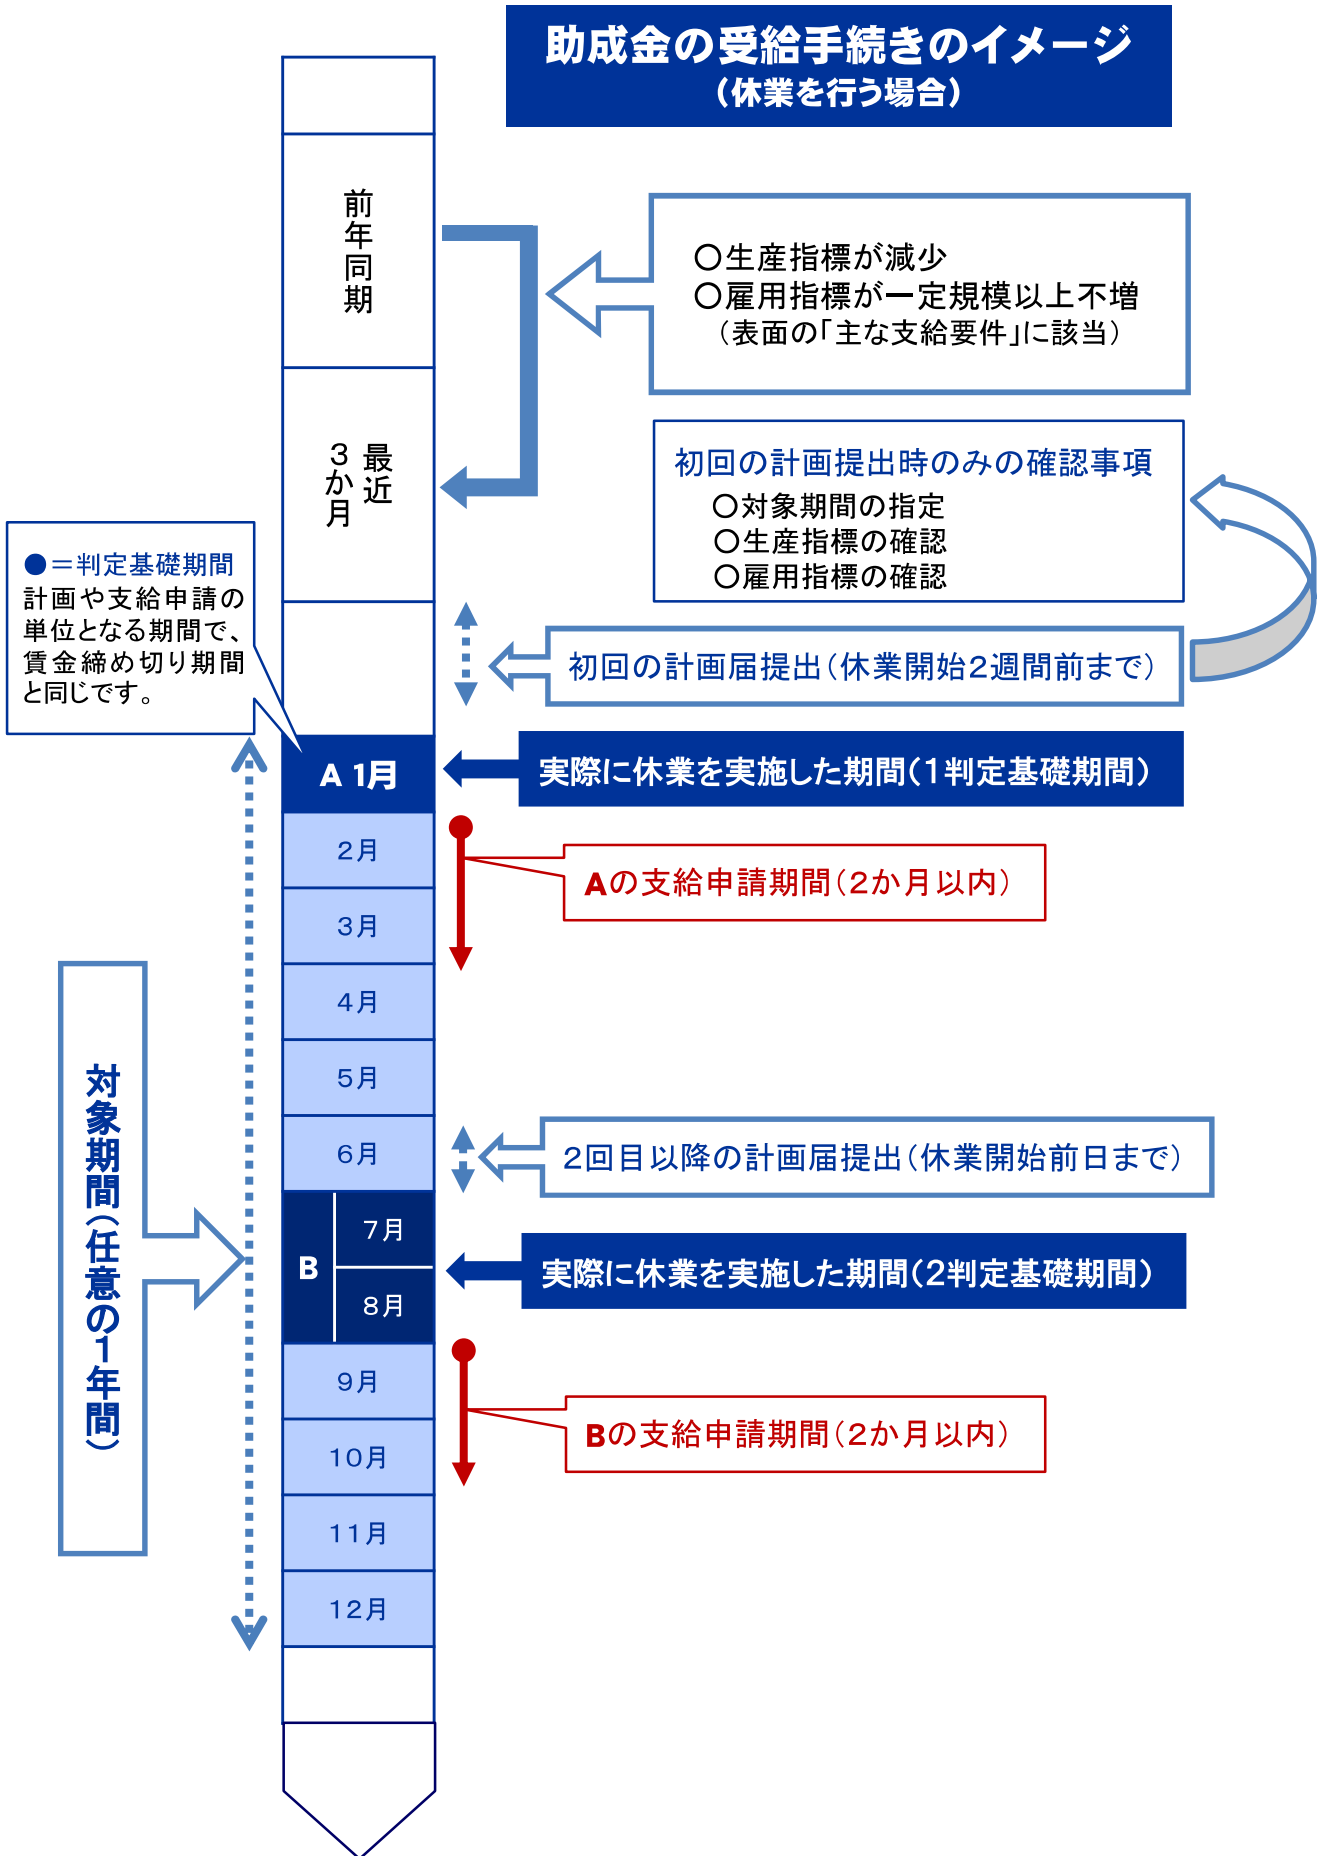 助成金の受給手続きのイメージ
（休業を行う場合）
前年同期
○生産指標が減少
○雇用指標が一定規模以上不増
（表面の「主な支給要件」に該当）
最近
３か月
初回の計画提出時のみの確認事項
○対象期間の指定
○生産指標の確認
○雇用指標の確認
●＝判定基礎期間
計画や支給申請の
単位となる期間で、
賃金締め切り期間
と同じです。
初回の計画届提出（休業開始２週間前まで）
A 1月
実際に休業を実施した期間（１判定基礎期間）
２月
Aの支給申請期間（２か月以内）
３月
４月
５月
６月
２回目以降の計画届提出（休業開始前日まで）
対象期間（任意の１年間）
B
７月
８月
実際に休業を実施した期間（２判定基礎期間）
９月
Bの支給申請期間（２か月以内）
１０月
１１月
１２月